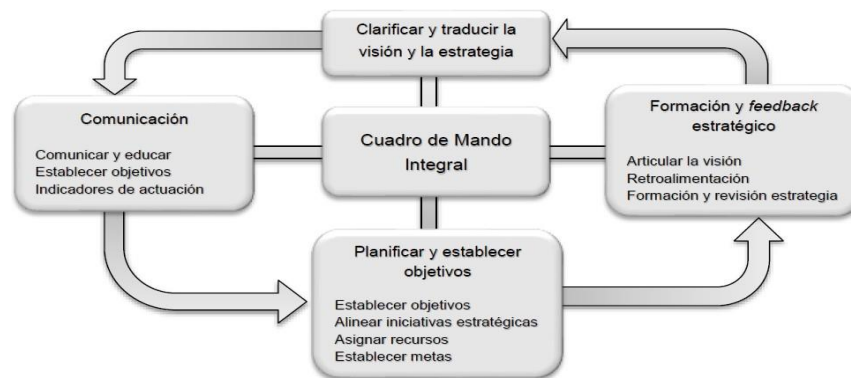 Clarificar y traducir la
visión y la estrategia
Comunicación
Comunicar y educar
Establecer objetivos
Indicadores de actuación
Cuadro de Mando
Integral
Formación y feedback
estratégico
Articular la visión
Retroalimentación
Formación y revisión estrategia
Planificar y establecer
objetivos
Establecer objetivos
Alinear iniciativas estratégicas
Asignar recursos
Establecer metas